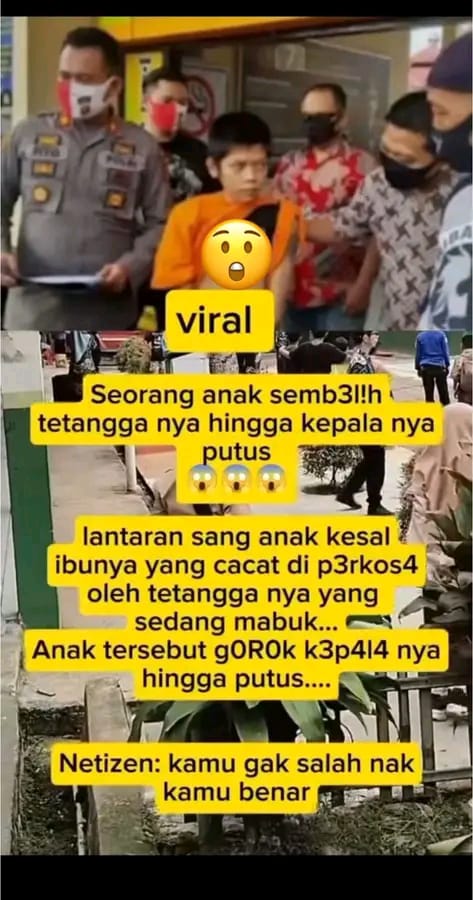 viral
Seorang anak semb3l!h
tetangga nya hingga kepala nya
putus
😱😱😱
lantaran sang anak kesal
ibunya yang cacat di p3rkos4
oleh tetangga nya yang
sedang mabuk...
Anak tersebut g0R0k k3p4l4 nya
hingga putus....
Netizen: kamu gak salah nak
kamu benar